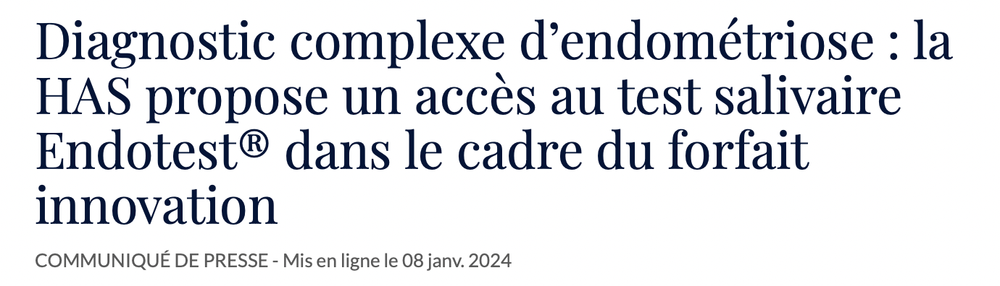 Diagnostic complexe d’endométriose : la
HAS propose un accès au test salivaire
Endotest® dans le cadre du forfait
innovation
COMMUNIQUÉ DE PRESSE - Mis en ligne le 08 janv. 2024